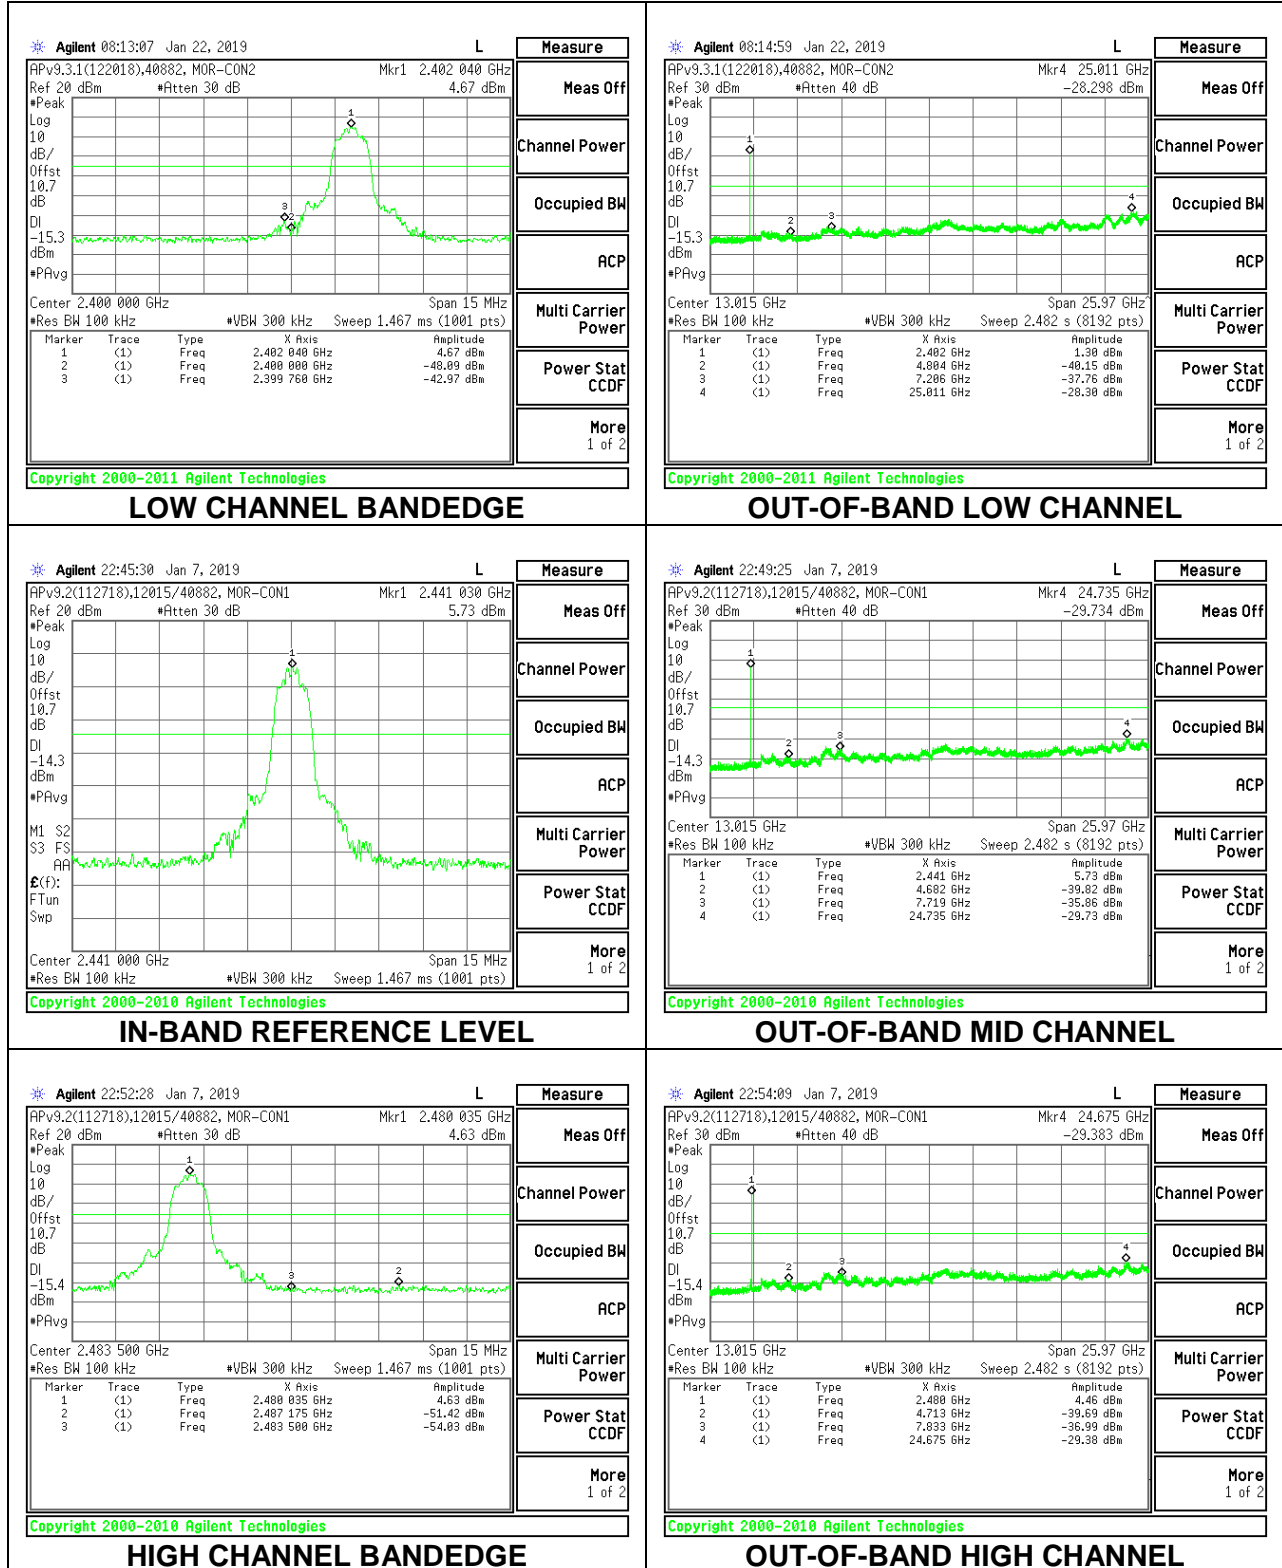 Agilent 08:13:07 Jan 22, 2019 L Measure
APv9.3.1(122018),40882, MOR-CON2 Mkr1 2.402 040 GHz
Ref 20 dBm #Atten 30 dB 4.67 dBm
Meas Off
#Peak
Log
10
dB/
Offst
10.7
dB
DI
-15.3
dBm
#PAvg
1
3
2
Channel Power
Occupied BW
ACP
Center 2.400 000 GHz Span 15 MHz
#Res BW 100 kHz #VBW 300 kHz Sweep 1.467 ms (1001 pts)
Multi Carrier
Power
Marker Trace Type X Axis Amplitude
1 (1) Freq 2.402 040 GHz 4.67 dBm
2 (1) Freq 2.400 000 GHz -48.09 dBm
3 (1) Freq 2.399 760 GHz -42.97 dBm
Power Stat
CCDF
More
1 of 2
Copyright 2000-2011 Agilent Technologies
LOW CHANNEL BANDEDGE
Agilent 08:14:59 Jan 22, 2019 L Measure
APv9.3.1(122018),40882, MOR-CON2 Mkr4 25.011 GHz
Ref 30 dBm #Atten 40 dB -28.298 dBm
Meas Off
#Peak
Log
10
dB/
Offst
10.7
dB
DI
-15.3
dBm
#PAvg
1
2
3
4
Channel Power
Occupied BW
ACP
Center 13.015 GHz Span 25.97 GHz^
#Res BW 100 kHz #VBW 300 kHz Sweep 2.482 s (8192 pts)
Multi Carrier
Power
Marker Trace Type X Axis Amplitude
1 (1) Freq 2.402 GHz 1.30 dBm
2 (1) Freq 4.804 GHz -40.15 dBm
3 (1) Freq 7.206 GHz -37.76 dBm
4 (1) Freq 25.011 GHz -28.30 dBm
Power Stat
CCDF
More
1 of 2
Copyright 2000-2011 Agilent Technologies
OUT-OF-BAND LOW CHANNEL
Agilent 22:45:30 Jan 7, 2019 L Measure
APv9.2(112718),12015/40882, MOR-CON1 Mkr1 2.441 030 GHz
Ref 20 dBm #Atten 30 dB 5.73 dBm
Meas Off
#Peak
Log
10
dB/
Offst
10.7
dB
DI
-14.3
dBm
#PAvg
M1 S2
S3 FS
AA
£(f):
FTun
Swp
1
Channel Power
Occupied BW
ACP
Multi Carrier
Power
Power Stat
CCDF
Center 2.441 000 GHz Span 15 MHz
#Res BW 100 kHz #VBW 300 kHz Sweep 1.467 ms (1001 pts)
More
1 of 2
Copyright 2000-2010 Agilent Technologies
IN-BAND REFERENCE LEVEL
Agilent 22:49:25 Jan 7, 2019 L Measure
APv9.2(112718),12015/40882, MOR-CON1 Mkr4 24.735 GHz
Ref 30 dBm #Atten 40 dB -29.734 dBm
Meas Off
#Peak
Log
10
dB/
Offst
10.7
dB
DI
-14.3
dBm
#PAvg
1
2
3
4
Channel Power
Occupied BW
ACP
Center 13.015 GHz Span 25.97 GHz
#Res BW 100 kHz #VBW 300 kHz Sweep 2.482 s (8192 pts)
Multi Carrier
Power
Marker Trace Type X Axis Amplitude
1 (1) Freq 2.441 GHz 5.73 dBm
2 (1) Freq 4.682 GHz -39.82 dBm
3 (1) Freq 7.719 GHz -35.86 dBm
4 (1) Freq 24.735 GHz -29.73 dBm
Power Stat
CCDF
More
1 of 2
Copyright 2000-2010 Agilent Technologies
OUT-OF-BAND MID CHANNEL
Agilent 22:52:28 Jan 7, 2019 L Measure
APv9.2(112718),12015/40882, MOR-CON1 Mkr1 2.480 035 GHz
Ref 20 dBm #Atten 30 dB 4.63 dBm
Meas Off
#Peak
Log
10
dB/
Offst
10.7
dB
DI
-15.4
dBm
#PAvg
1
3
2
Channel Power
Occupied BW
ACP
Center 2.483 500 GHz Span 15 MHz
#Res BW 100 kHz #VBW 300 kHz Sweep 1.467 ms (1001 pts)
Multi Carrier
Power
Marker Trace Type X Axis Amplitude
1 (1) Freq 2.480 035 GHz 4.63 dBm
2 (1) Freq 2.487 175 GHz -51.42 dBm
3 (1) Freq 2.483 500 GHz -54.03 dBm
Power Stat
CCDF
More
1 of 2
Copyright 2000-2010 Agilent Technologies
HIGH CHANNEL BANDEDGE
Agilent 22:54:09 Jan 7, 2019 L Measure
APv9.2(112718),12015/40882, MOR-CON1 Mkr4 24.675 GHz
Ref 30 dBm #Atten 40 dB -29.383 dBm
Meas Off
#Peak
Log
10
dB/
Offst
10.7
dB
DI
-15.4
dBm
#PAvg
1
2
3
4
Channel Power
Occupied BW
ACP
Center 13.015 GHz Span 25.97 GHz
#Res BW 100 kHz #VBW 300 kHz Sweep 2.482 s (8192 pts)
Multi Carrier
Power
Marker Trace Type X Axis Amplitude
1 (1) Freq 2.480 GHz 4.46 dBm
2 (1) Freq 4.713 GHz -39.69 dBm
3 (1) Freq 7.833 GHz -36.99 dBm
4 (1) Freq 24.675 GHz -29.38 dBm
Power Stat
CCDF
More
1 of 2
Copyright 2000-2010 Agilent Technologies
OUT-OF-BAND HIGH CHANNEL